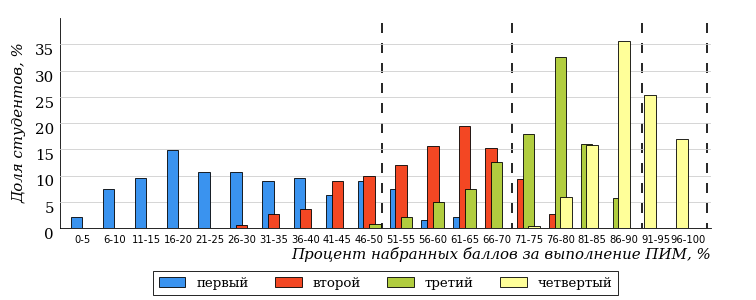 Доля студентов, %
35
30
25
20
15
10
5
0
0-5 6-10 11-15 16-20 21-25 26-30 31-35 36-40 41-45 46-50 51-55 56-60 61-65 66-70 71-75 76-80 81-85 86-90 91-95 96-100
Процент набранных баллов за выполнение ПИМ, %
первый второй третий четвертый